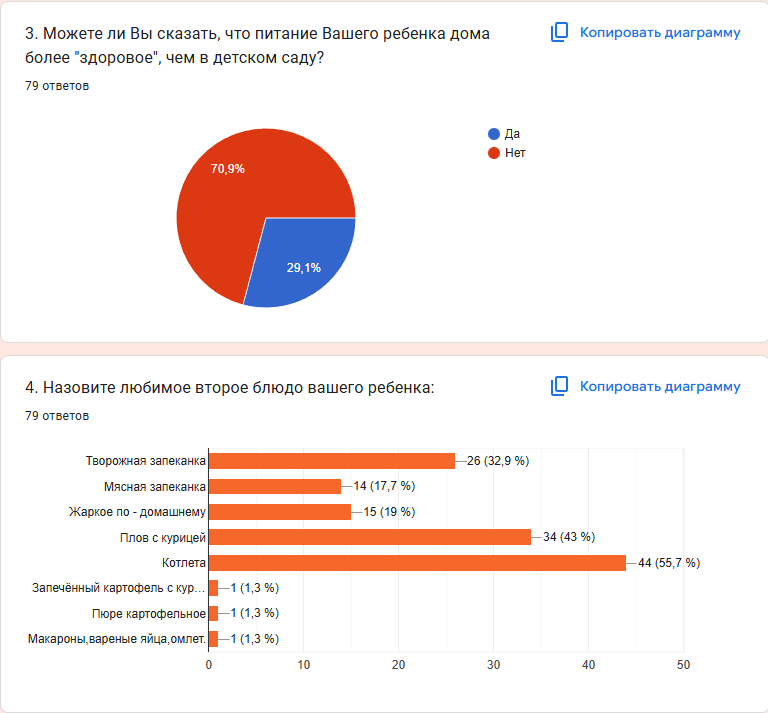 3. Можете ли Вы сказать, что питание Вашего ребенка дома
более "здоровое", чем в детском саду?
Копировать диаграмму
79 ответов
Да
Нет
70,9%
29,1%
4. Назовите любимое второе блюдо вашего ребенка:
Копировать диаграмму
79 ответов
Творожная запеканка 26 (32,9 %)
Мясная запеканка 14 (17,7 %)
Жаркое по - домашнему 15 (19 %)
Плов с курицей 34 (43 %)
Котлета 44 (55,7 %)
Запечённый картофель с кур... 1 (1,3 %)
Пюре картофельное 1 (1,3 %)
Макароны,вареные яйца,омлет. 1 (1,3 %)
0 10 20 30 40 50